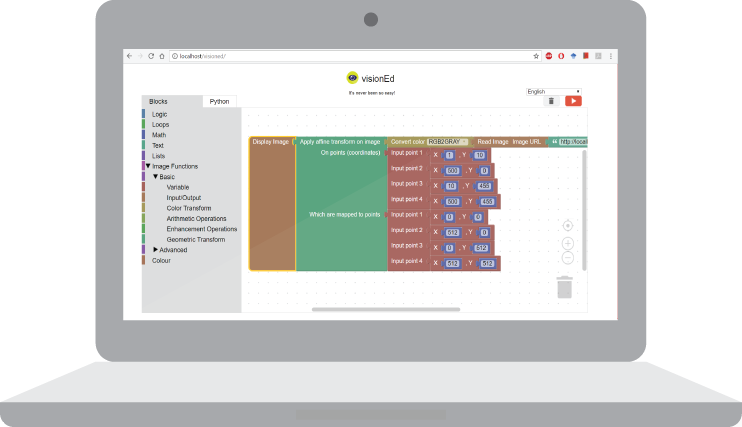 localhost/visioned/
visionEd
It's never been so easy!
English
Blocks
Python
Logic
Loops
Math
Text
Lists
Image Functions
Basic
Variable
Input/Output
Color Transform
Arithmetic Operations
Enhancement Operations
Geometric Transform
Advanced
Colour
Display Image Apply affine transform on image Convert color RGB2GRAY Read Image Image URL “ http://local
On points (coordinates) Input point 1 X 1 , Y 10
Input point 2 X 500 , Y 0
Input point 3 X 10 , Y 455
Input point 4 X 500 , Y 455
Which are mapped to points Input point 1 X 0 , Y 0
Input point 2 X 512 , Y 0
Input point 3 X 0 , Y 512
Input point 4 X 512 , Y 512